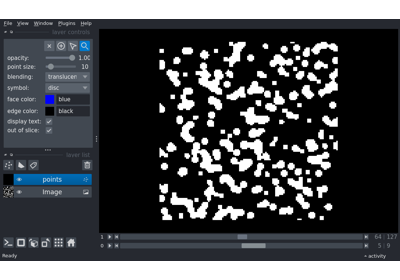 File View Window Plugins Help
layer controls
opacity: 1.00
point size: 10
blending: translucen
symbol: disc
face color: blue
edge color: black
display text:
out of slice:
layer list
points
Image
1 64 127
0 5 9
Ready activity